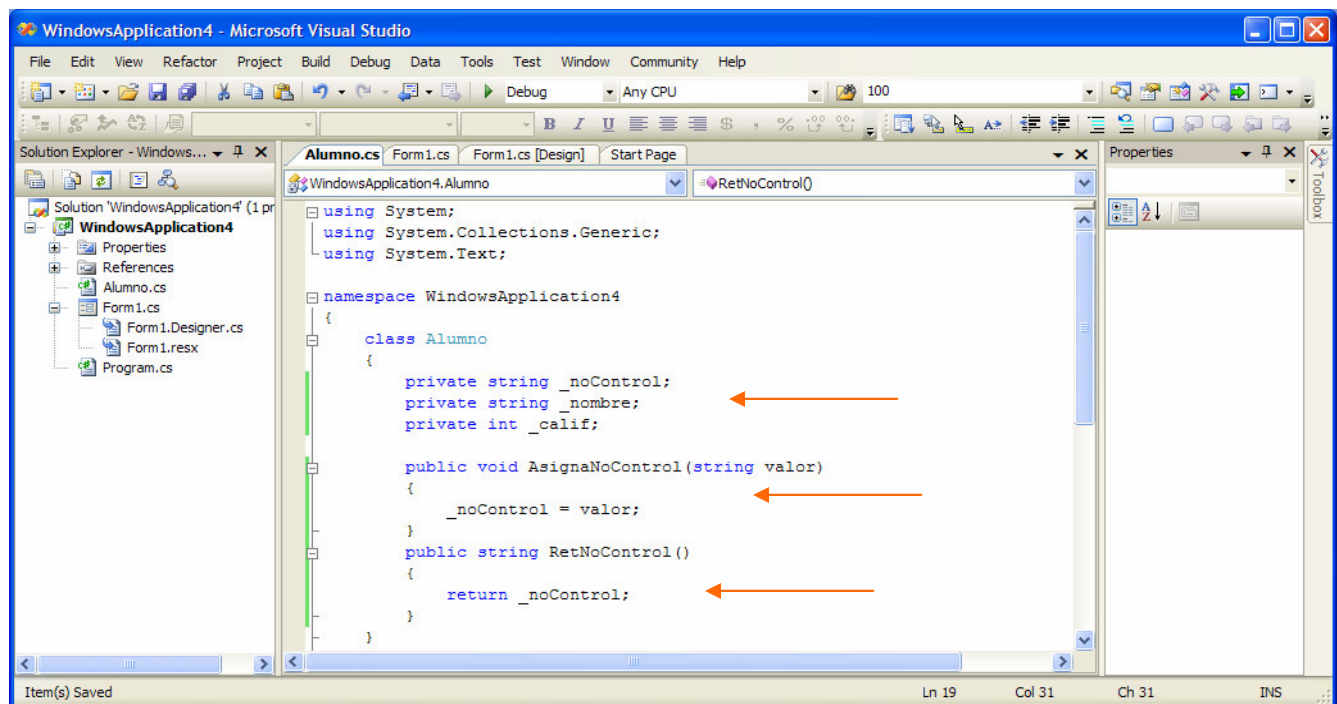 WindowsApplication4 - Microsoft Visual Studio
File Edit View Refactor Project Build Debug Data Tools Test Window Community Help
Debug Any CPU 100
B I U $ , %
Solution Explorer - Windows...
Alumno.cs Form1.cs Form1.cs [Design] Start Page
Properties
Toolbox
WindowsApplication4.Alumno RetNoControl()
Solution 'WindowsApplication4' (1 pr
WindowsApplication4
Properties
References
Alumno.cs
Form1.cs
Form1.Designer.cs
Form1.resx
Program.cs
using System;
using System.Collections.Generic;
using System.Text;
namespace WindowsApplication4
{
class Alumno
{
private string _noControl;
private string _nombre;
private int _calif;
public void AsignaNoControl(string valor)
{
_noControl = valor;
}
public string RetNoControl()
{
return _noControl;
}
}
Item(s) Saved Ln 19 Col 31 Ch 31 INS